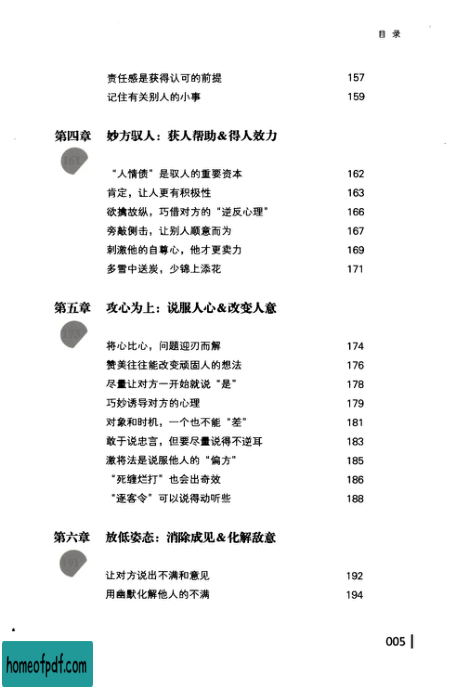 目 录
责任感是获得认可的前提 157
记住有关别人的小事 159
第四章 妙方驭人：获人帮助&得人效力
161
“人情债”是驭人的重要资本 162
肯定，让人更有积极性 163
欲擒故纵，巧借对方的“逆反心理” 166
旁敲侧击，让别人顺意而为 167
刺激他的自尊心，他才更卖力 169
多雪中送炭，少锦上添花 171
第五章 攻心为上：说服人心&改变人意
将心比心，问题迎刃而解 174
赞美往往能改变顽固人的想法 176
尽量让对方一开始就说“是” 178
巧妙诱导对方的心理 179
对象和时机，一个也不能“差” 181
敢于说忠言，但要尽量说得不逆耳 183
激将法是说服他人的“偏方” 185
“死缠烂打”也会出奇效 186
“逐客令”可以说得动听些 188
第六章 放低姿态：消除成见&化解敌意
让对方说出不满和意见 192
用幽默化解他人的不满 194
005
homeofpdf.com